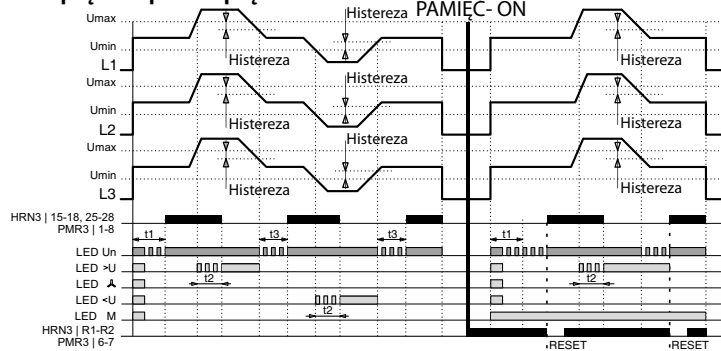 PAMIĘĆ- ON
Umax
Histereza
Histereza
Umin
Histereza
L1
Umax
Umin
Histereza
Histereza
Histereza
L2
Umax
Umin
Histereza
Histereza
Histereza
L3
HRN3 | 15-18, 25-28
PMR3 | 1-8
t1
t3
t3
t1
LED Un
LED >U
t2
t2
LED
LED <U
t2
LED M
HRN3 | R1-R2
PMR3 | 6-7
RESET
RESET